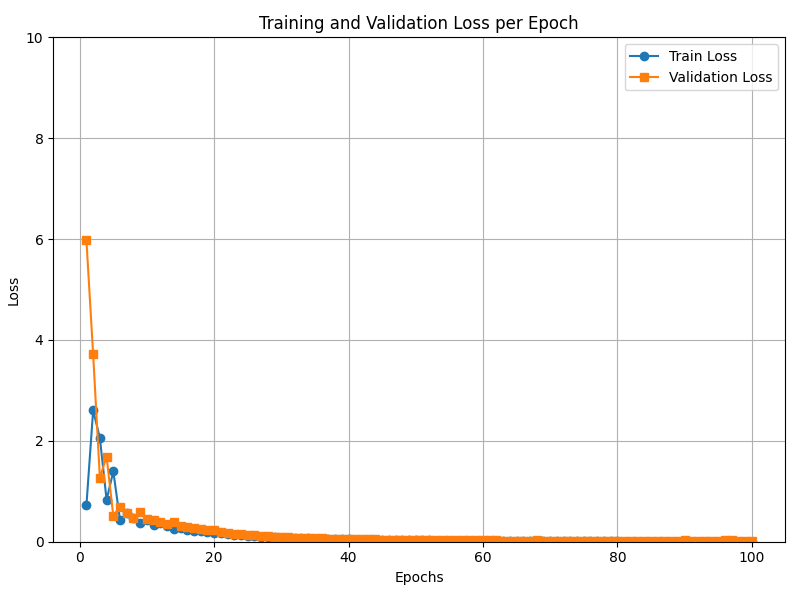 Training and Validation Loss per Epoch
10
8
6
4
2
0
Loss
Train Loss
Validation Loss
0 20 40 60 80 100
Epochs